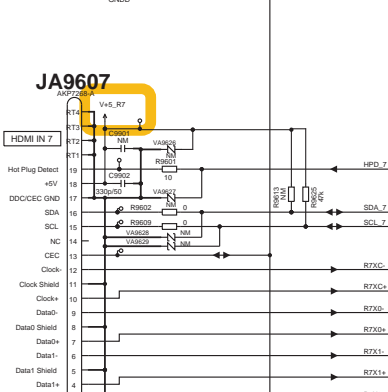 JA9607
AKP7268-A
V+5_R7
RT4
RT3
C9901
NM
HDMI IN 7
RT2
VA9626
NM
RT1
R9601
Hot Plug Detect 19
10
HPD_7
C9902
+5V 18
330p/50
VA9627
NM
R9613
NM
R9625
47k
DDC/CEC GND 17
SDA 16
R9602 0
SDA_7
SCL 15
R9609 0
SCL_7
VA9628 NM
NC 14
VA9629 NM
CEC 13
Clock- 12
R7XC-
Clock Shield 11
Clock+ 10
R7XC+
Data0- 9
R7X0-
Data0 Shield 8
Data0+ 7
R7X0+
Data1- 6
R7X1-
Data1 Shield 5
Data1+ 4
R7X1+